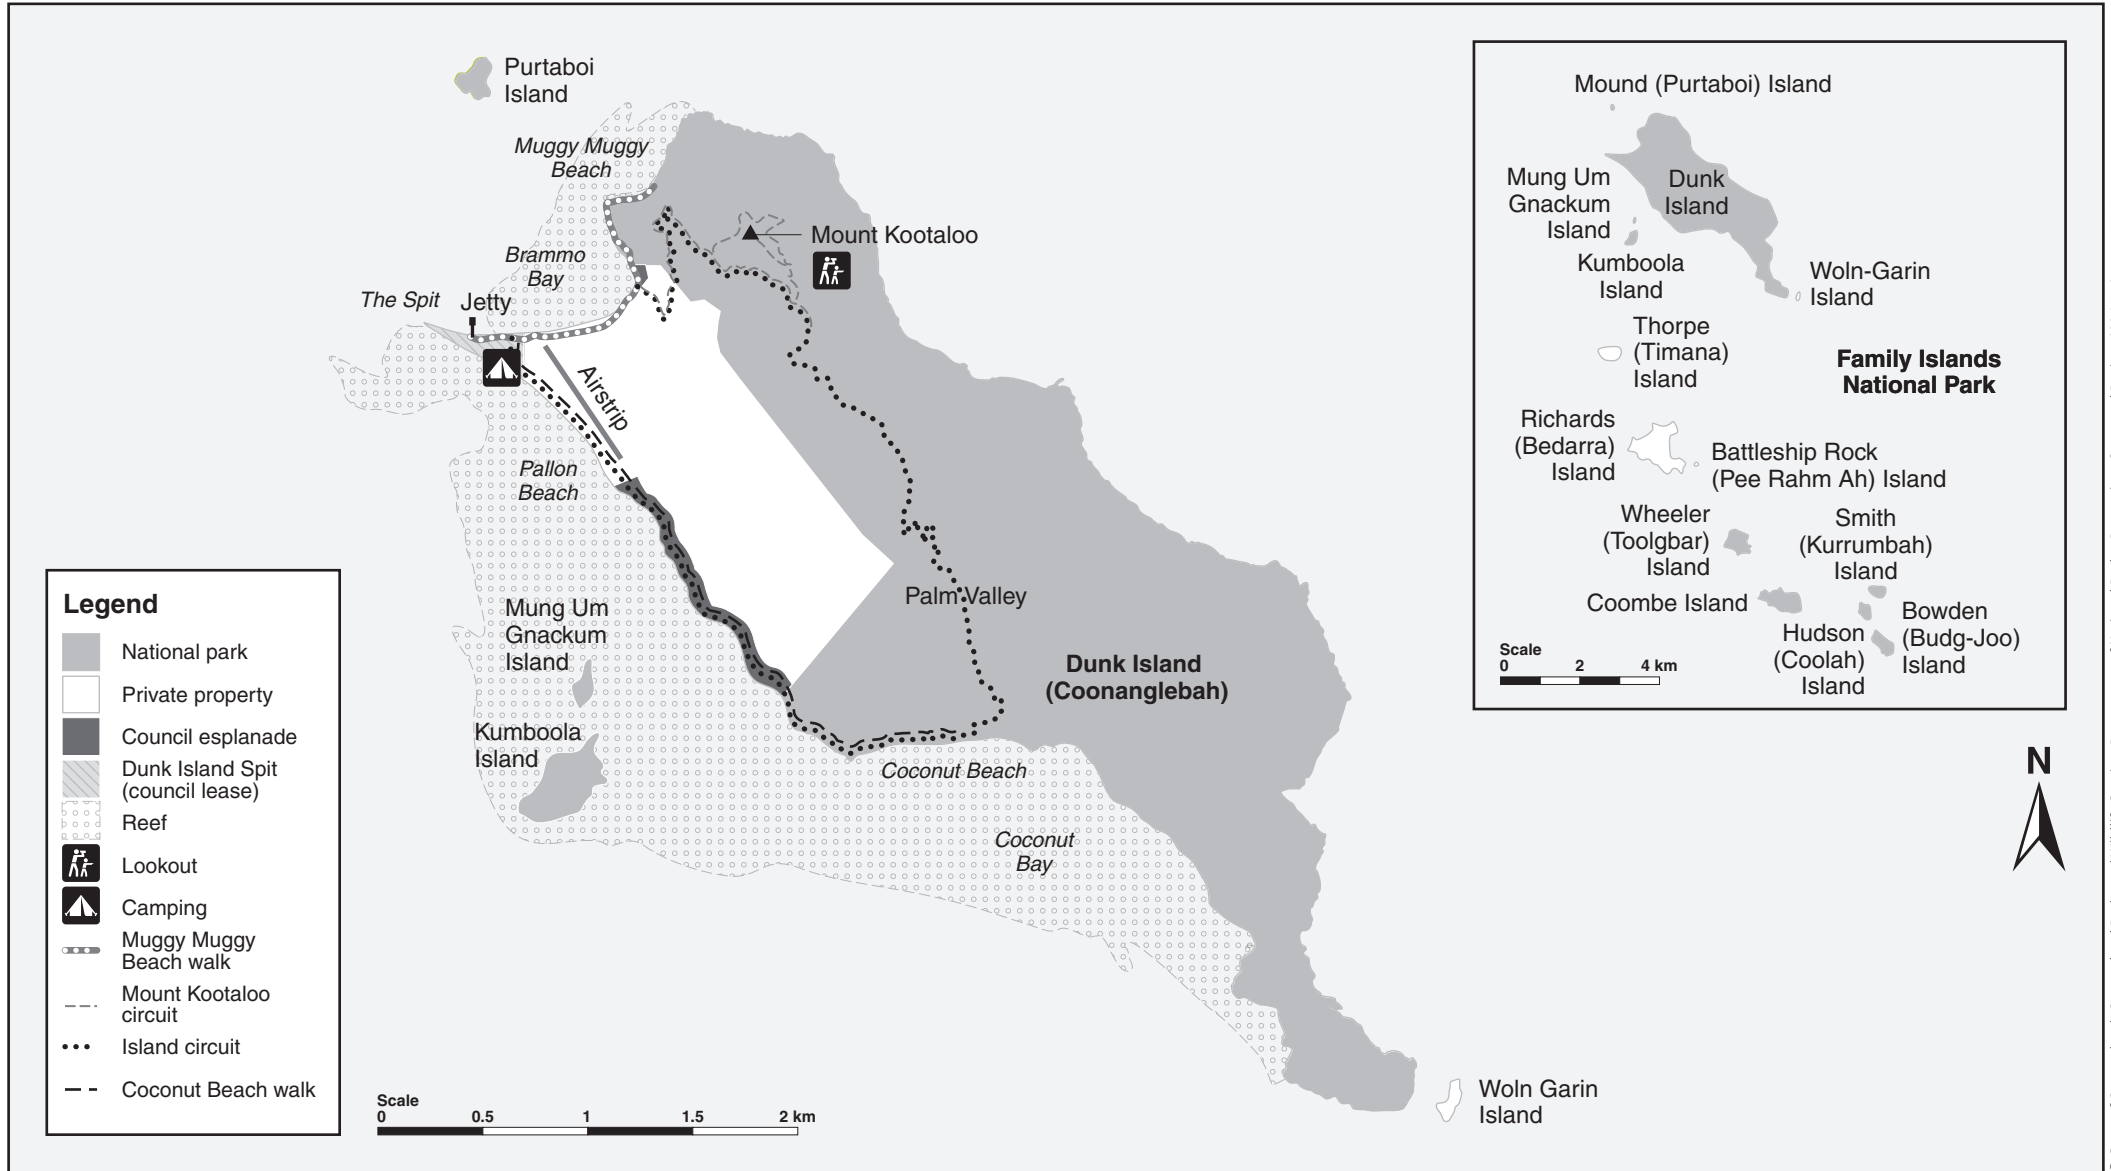 Purtaboi
Island
Muggy Muggy
Beach
Mount Kootaloo
Brammo
Bay
The Spit
Jetty
Airstrip
Pallon
Beach
Palm Valley
Mung Um
Gnackum
Island
Dunk Island
(Coonanglebah)
Kumboola
Island
Coconut Beach
Coconut
Bay
Woln Garin
Island
Legend
National park
Private property
Council esplanade
Dunk Island Spit
(council lease)
Reef
Lookout
Camping
Muggy Muggy
Beach walk
Mount Kootaloo
circuit
Island circuit
Coconut Beach walk
Scale
0 0.5 1 1.5 2 km
Mound (Purtaboi) Island
Dunk
Island
Mung Um
Gnackum
Island
Kumboola
Island
Woln-Garin
Island
Thorpe
(Timana)
Island
Family Islands
National Park
Richards
(Bedarra)
Island
Battleship Rock
(Pee Rahm Ah) Island
Wheeler
(Toolgbar)
Island
Smith
(Kurrumbah)
Island
Coombe Island
Bowden
(Budg-Joo)
Island
Hudson
(Coolah)
Island
Scale
0 2 4 km
N